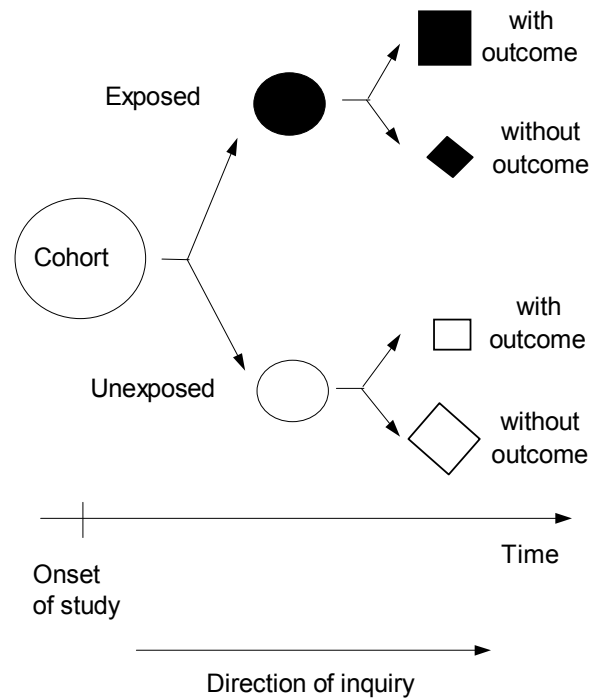 with
outcome
Exposed
without
outcome
Cohort
with
outcome
Unexposed
without
outcome
Time
Onset
of study
Direction of inquiry